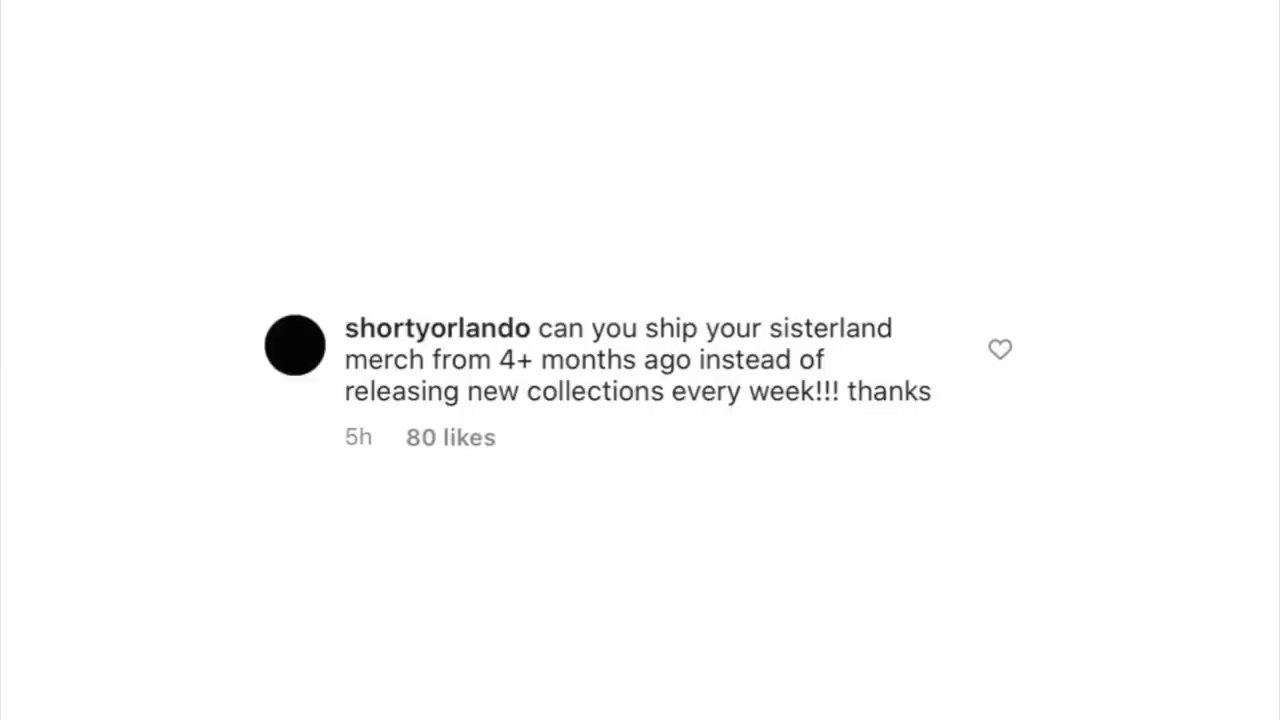 shortyorlando can you ship your sisterland
merch from 4+ months ago instead of
releasing new collections every week!!! thanks
5h 80 likes